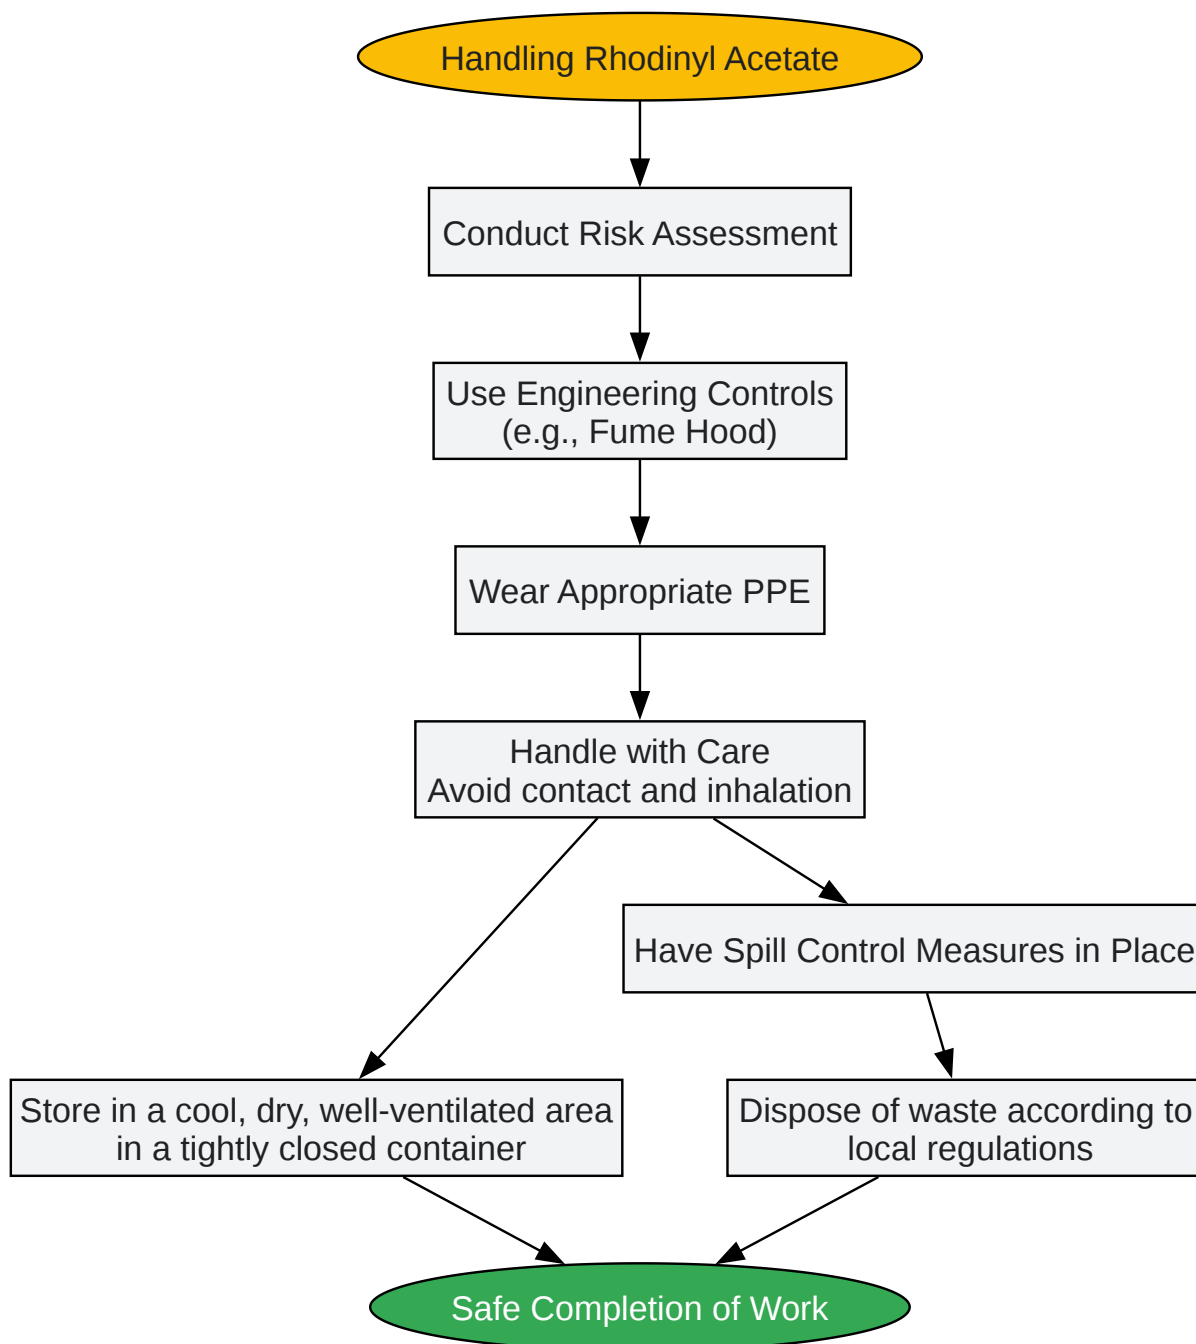 Handling Rhodinyl Acetate
Conduct Risk Assessment
Use Engineering Controls
(e.g., Fume Hood)
Wear Appropriate PPE
Handle with Care
Avoid contact and inhalation
Have Spill Control Measures in Place
Store in a cool, dry, well-ventilated area
in a tightly closed container
Dispose of waste according to
local regulations
Safe Completion of Work